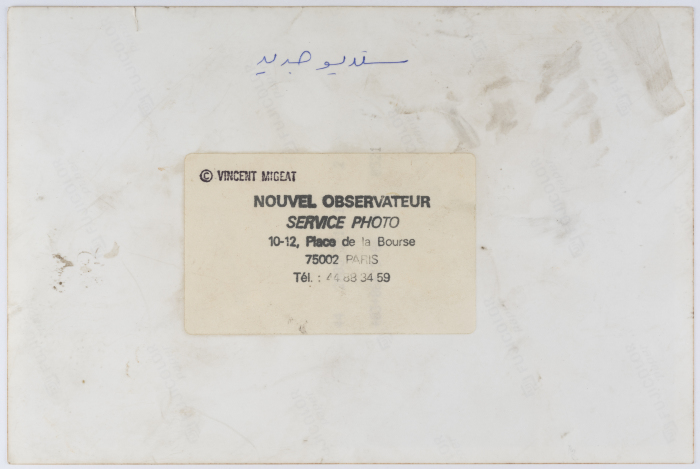 ستديو جديد
© VINCENT MIGEAT
NOUVEL OBSERVATEUR
SERVICE PHOTO
10-12, Place de la Bourse
75002 PARIS
Tél. : 44 88 34 59